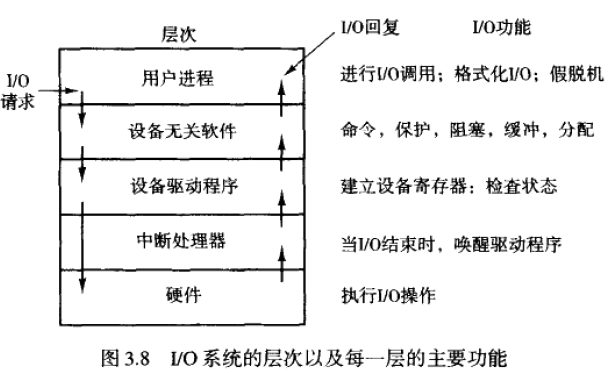 层次
I/O回复
I/O功能
I/O
请求
用户进程
进行I/O调用；格式化I/O；假脱机
设备无关软件
命令，保护，阻塞，缓冲，分配
设备驱动程序
建立设备寄存器；检查状态
中断处理器
当I/O结束时，唤醒驱动程序
硬件
执行I/O操作
图 3.8 I/O 系统的层次以及每一层的主要功能